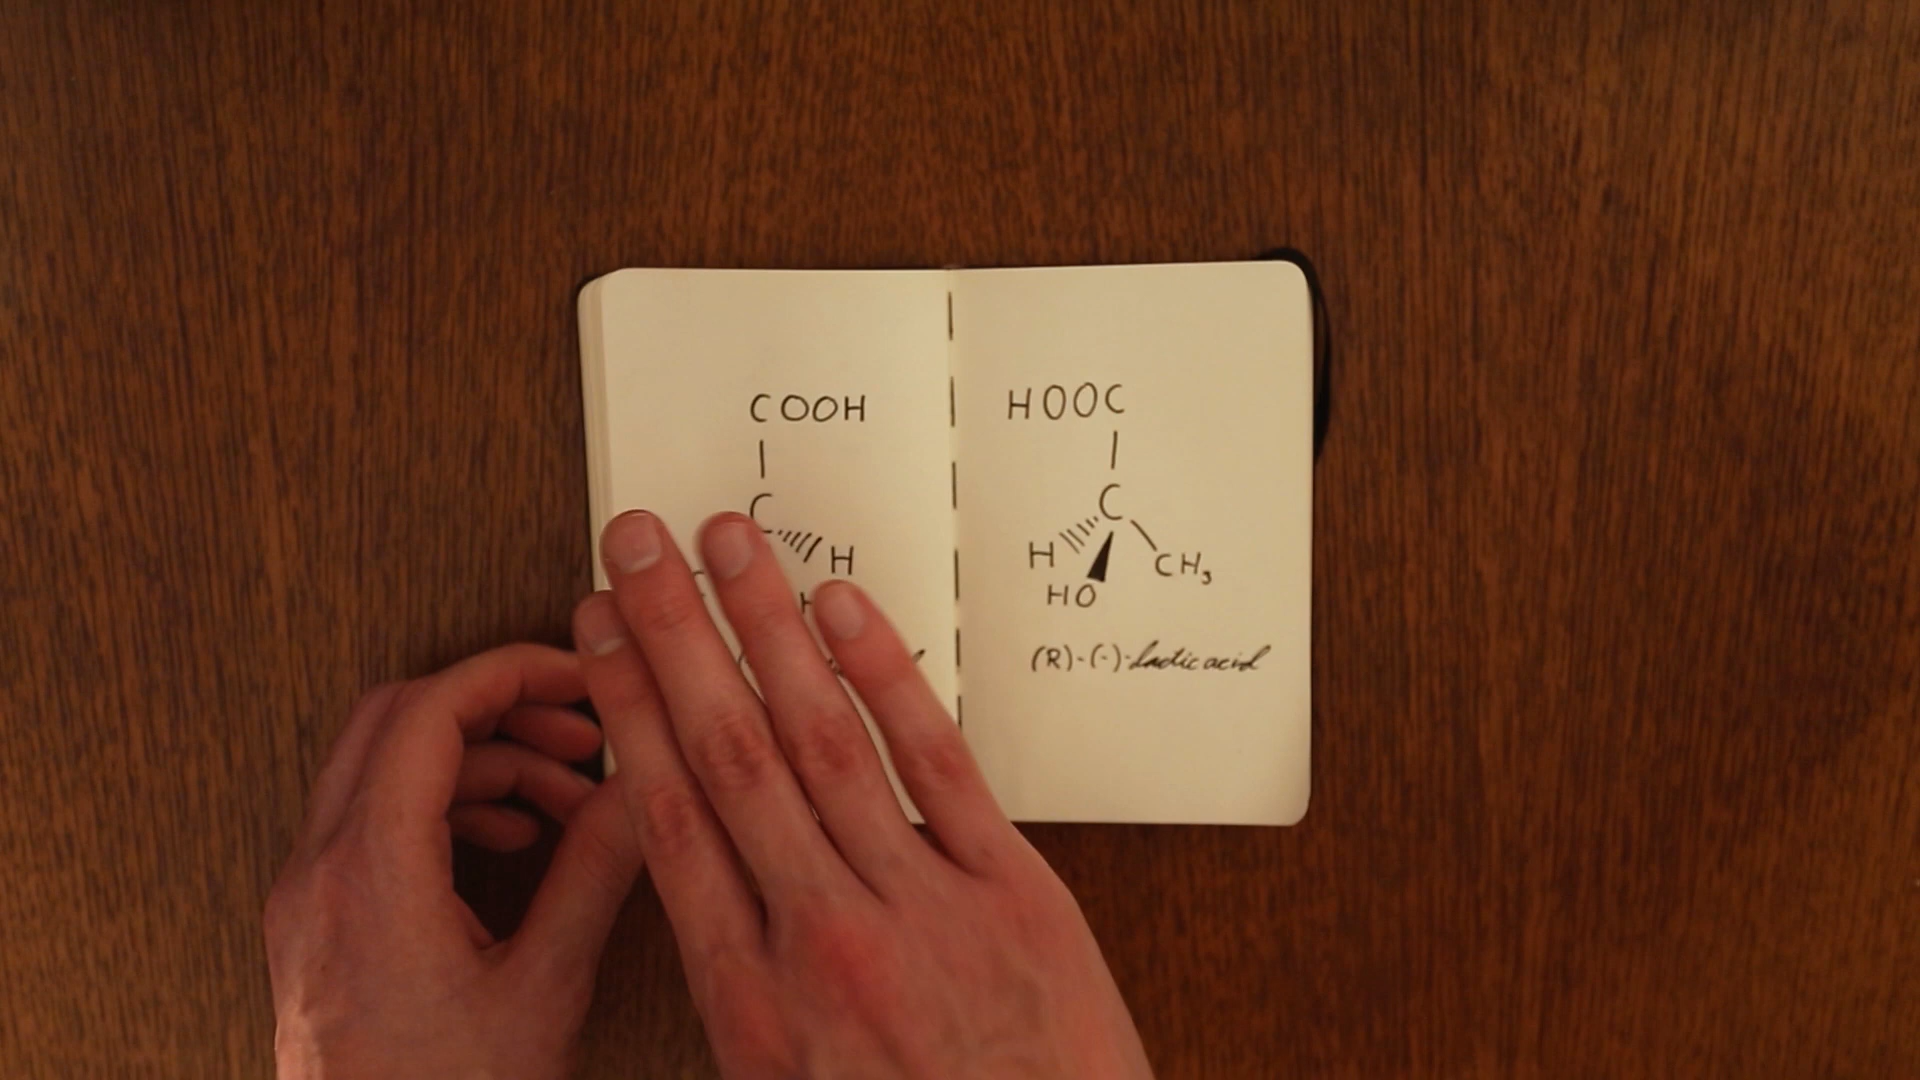 COOH
C
H
HOOC
C
H
CH₃
HO
(R)-(-)-Lactic acid